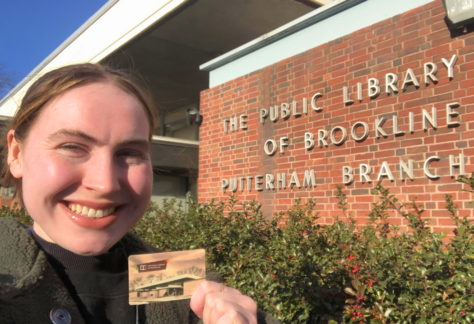 THE PUBLIC LIBRARY
OF BROOKLINE
PUTTERHAM BRANCH